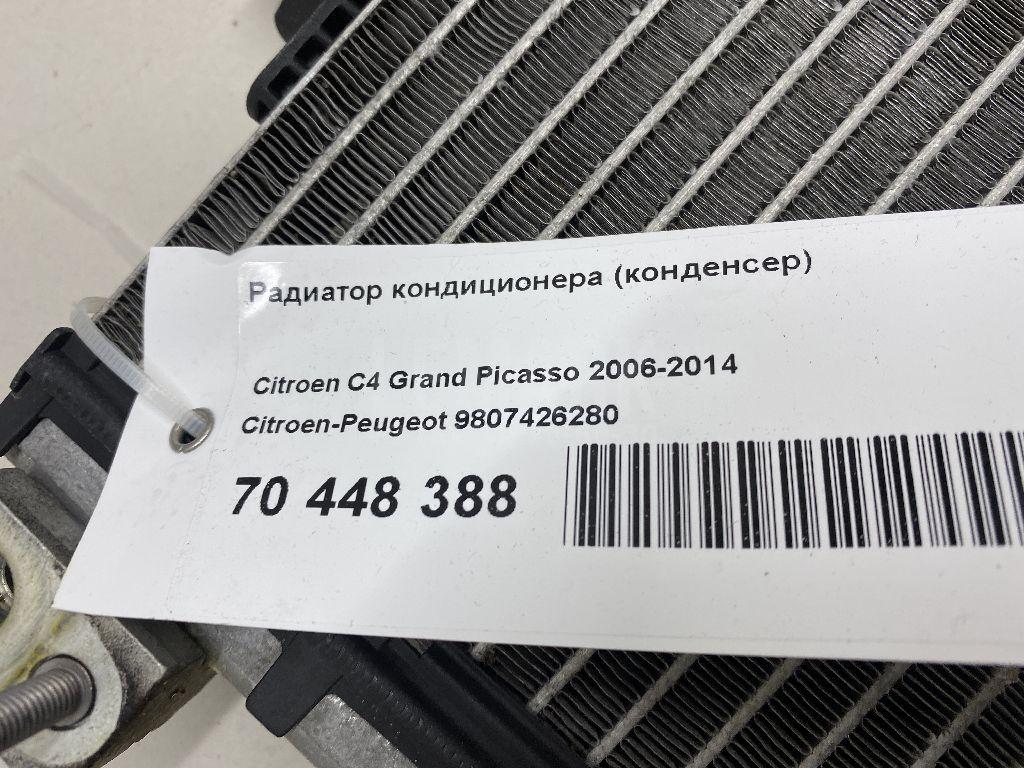 Радиатор кондиционера (конденсер)
Citroen C4 Grand Picasso 2006-2014
Citroen-Peugeot 9807426280
70 448 388